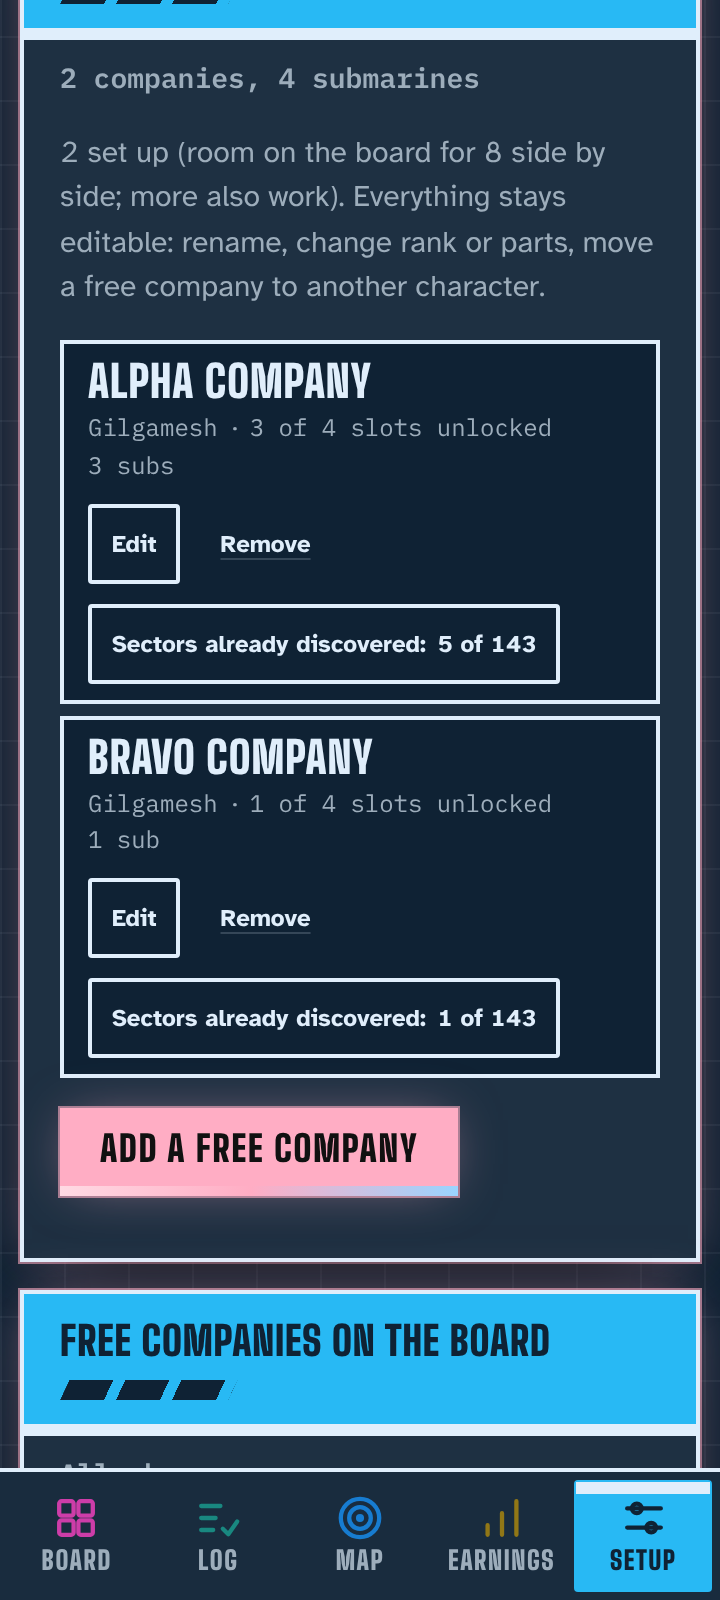 2 companies, 4 submarines
2 set up (room on the board for 8 side by
side; more also work). Everything stays
editable: rename, change rank or parts, move
a free company to another character.
ALPHA COMPANY
Gilgamesh · 3 of 4 slots unlocked
3 subs
Edit Remove
Sectors already discovered: 5 of 143
BRAVO COMPANY
Gilgamesh · 1 of 4 slots unlocked
1 sub
Edit Remove
Sectors already discovered: 1 of 143
ADD A FREE COMPANY
FREE COMPANIES ON THE BOARD
BOARD LOG MAP EARNINGS SETUP